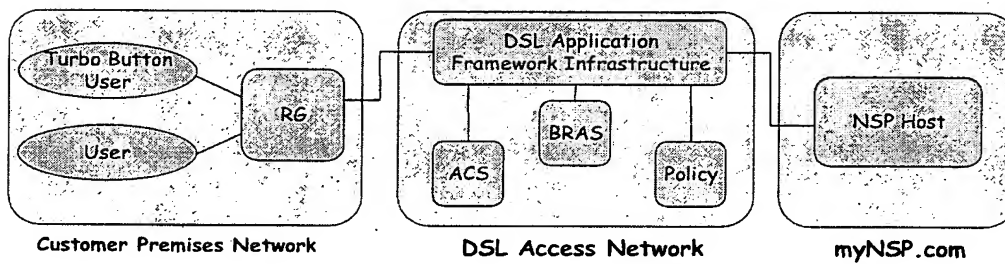 Turbo Button
User
User
RG
Customer Premises Network
DSL Application
Framework Infrastructure
ACS
BRAS
Policy
DSL Access Network
NSP Host
myNSP.com